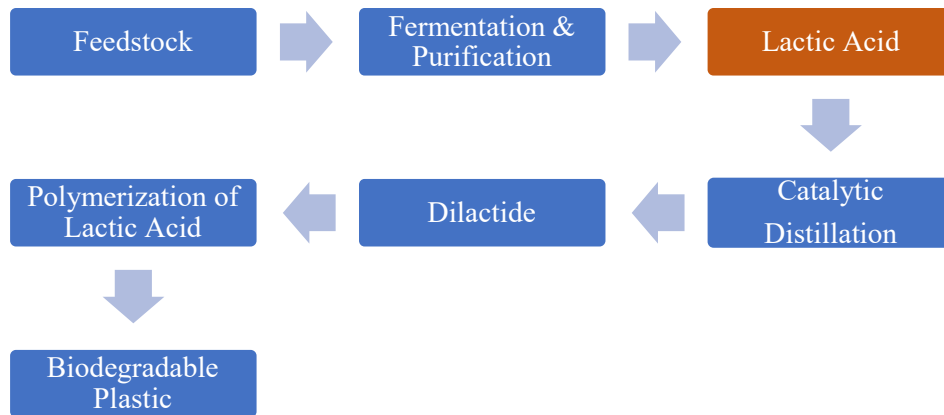 Feedstock
Fermentation &
Purification
Lactic Acid
Catalytic
Distillation
Dilactide
Polymerization of
Lactic Acid
Biodegradable
Plastic